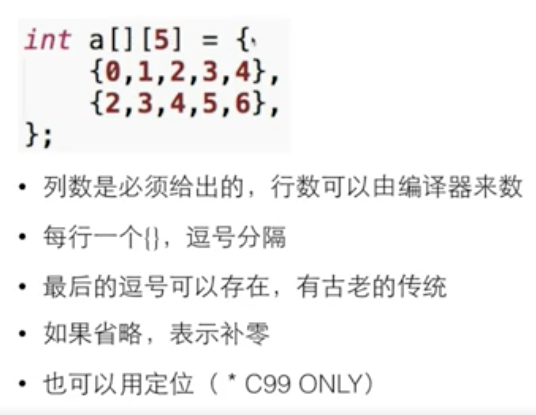 int a[][5] = {
{0,1,2,3,4},
{2,3,4,5,6},
};
• 列数是必须给出的，行数可以由编译器来数
• 每行一个{}，逗号分隔
• 最后的逗号可以存在，有古老的传统
• 如果省略，表示补零
• 也可以用定位（ * C99 ONLY）